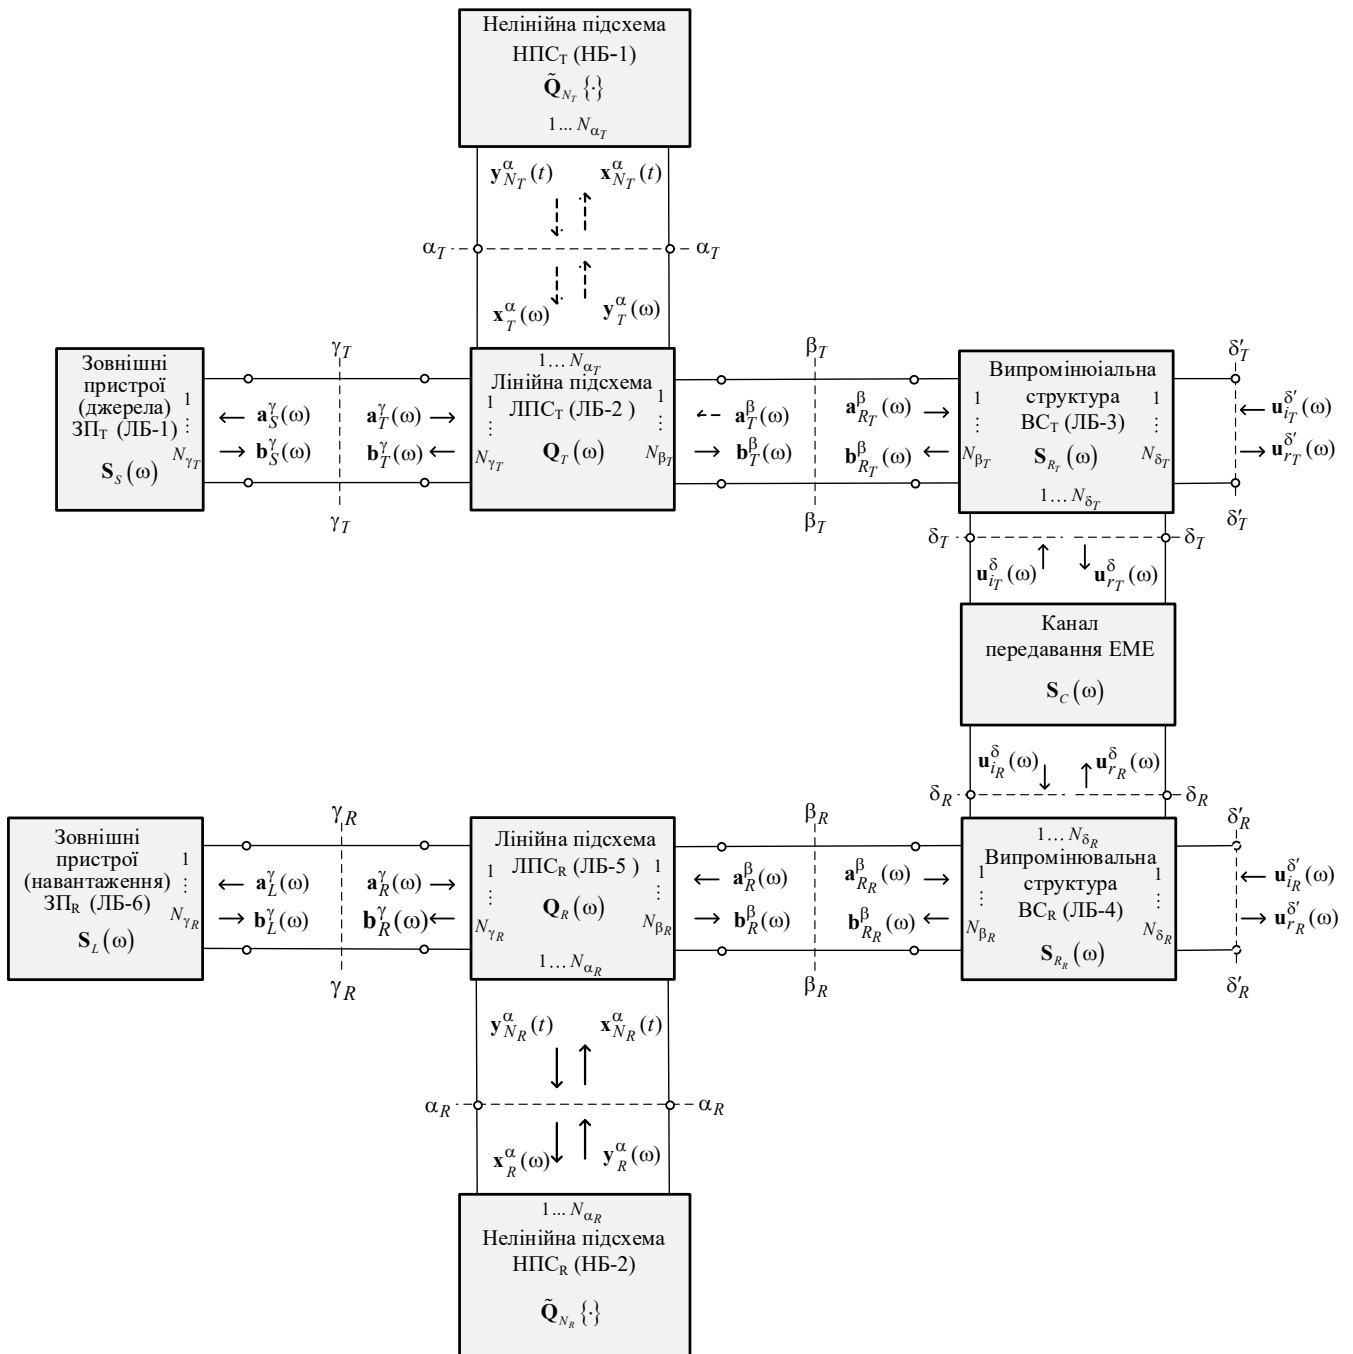 Нелінійна підсхема
НПС_T (НБ-1)
Q̃_{N_T} {·}
1... N_{α_T}
y^α_{N_T}(t) x^α_{N_T}(t)
α_T α_T
x^α_T(ω) y^α_T(ω)
Зовнішні
пристрої
(джерела)
ЗП_T (ЛБ-1)
S_S(ω)
1
⋮
N_{γ_T}
γ_T
a^γ_S(ω) a^γ_T(ω)
b^γ_S(ω) b^γ_T(ω)
γ_T
1... N_{α_T}
Лінійна підсхема
ЛПС_T (ЛБ-2 )
1 1
⋮ ⋮
Q_T(ω)
N_{γ_T} N_{β_T}
β_T
a^β_T(ω) a^β_{R_T}(ω)
b^β_T(ω) b^β_{R_T}(ω)
β_T
Випромінюіальна
структура
ВС_T (ЛБ-3)
1 1
⋮ ⋮
S_{R_T}(ω)
N_{β_T} N_{δ_T}
1... N_{δ_T}
δ′_T
u^{δ′}_{i_T}(ω)
u^{δ′}_{r_T}(ω)
δ′_T
δ_T δ_T
u^δ_{i_T}(ω) u^δ_{r_T}(ω)
Канал
передавання ЕМЕ
S_C(ω)
u^δ_{i_R}(ω) u^δ_{r_R}(ω)
δ_R δ_R
Зовнішні
пристрої
(навантаження)
ЗП_R (ЛБ-6)
S_L(ω)
1
⋮
N_{γ_R}
γ_R
a^γ_L(ω) a^γ_R(ω)
b^γ_L(ω) b^γ_R(ω)
γ_R
Лінійна підсхема
ЛПС_R (ЛБ-5 )
1 1
⋮ ⋮
Q_R(ω)
N_{γ_R} N_{β_R}
1... N_{α_R}
β_R
a^β_R(ω) a^β_{R_R}(ω)
b^β_R(ω) b^β_{R_R}(ω)
β_R
1... N_{δ_R}
Випромінювальна
структура
ВС_R (ЛБ-4)
1 1
⋮ ⋮
N_{β_R} N_{δ_R}
S_{R_R}(ω)
δ′_R
u^{δ′}_{i_R}(ω)
u^{δ′}_{r_R}(ω)
δ′_R
y^α_{N_R}(t) x^α_{N_R}(t)
α_R α_R
x^α_R(ω) y^α_R(ω)
1... N_{α_R}
Нелінійна підсхема
НПС_R (НБ-2)
Q̃_{N_R} {·}